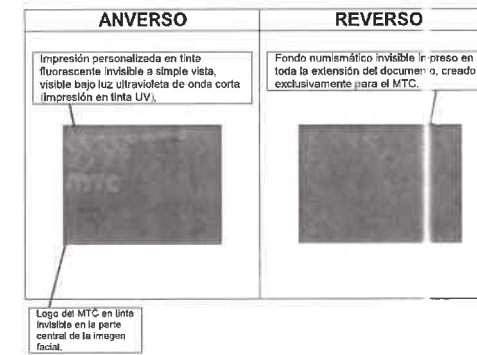 ANVERSO
REVERSO
Impresión personalizada en tinta
fluorescente invisible a simple vista,
visible bajo luz ultravioleta de onda corta
(impresión en tinta UV).
Fondo numismático invisible impreso en
toda la extensión del documento, creado
exclusivamente para el MTC.
mTC
Logo del MTC en tinta
invisible en la parte
central de la imagen
facial.